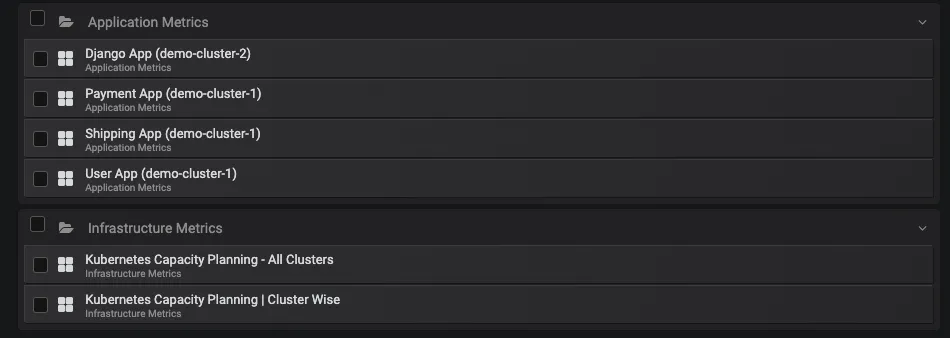 Application Metrics
Django App (demo-cluster-2)
Application Metrics
Payment App (demo-cluster-1)
Application Metrics
Shipping App (demo-cluster-1)
Application Metrics
User App (demo-cluster-1)
Application Metrics
Infrastructure Metrics
Kubernetes Capacity Planning - All Clusters
Infrastructure Metrics
Kubernetes Capacity Planning | Cluster Wise
Infrastructure Metrics